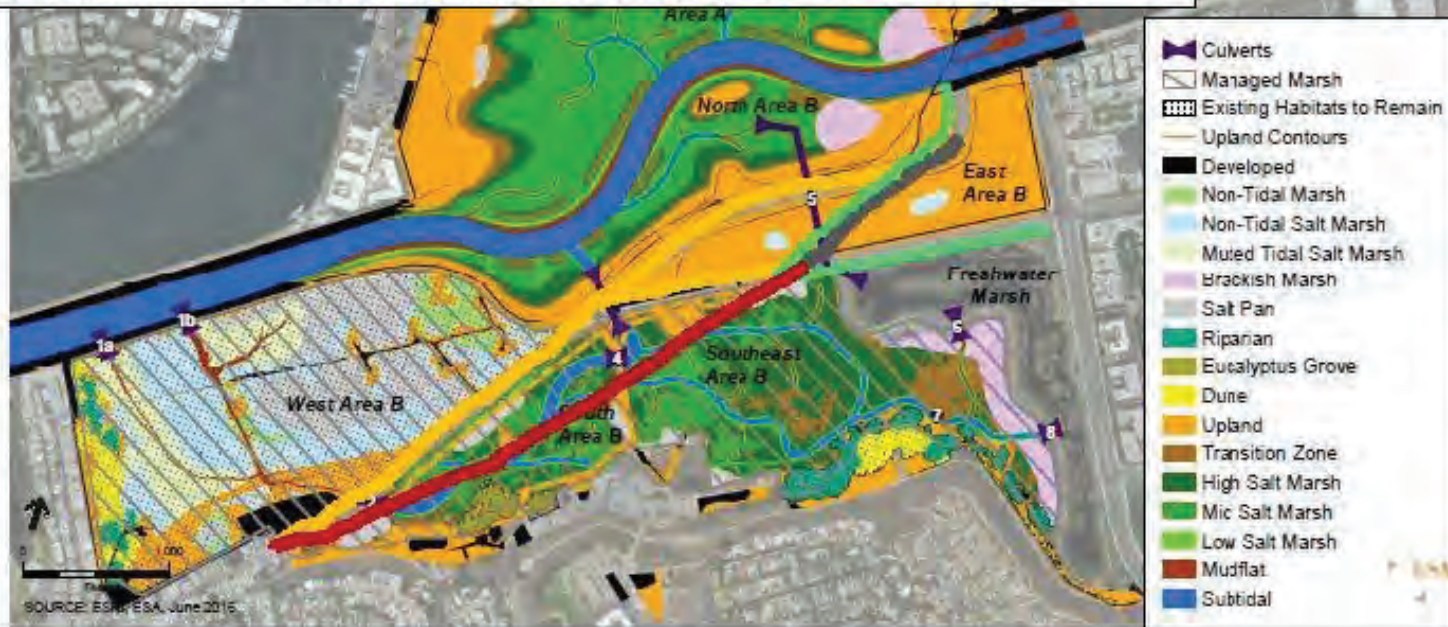 Area A
North Area B
East
Area B
5
Freshwater
Marsh
1b
1a
6
4
Southeast
Area B
West Area B
South
Area B
7
8
0
1,000
SOURCE: ESRI, ESA, June 2016
Culverts
Managed Marsh
Existing Habitats to Remain
Upland Contours
Developed
Non-Tidal Marsh
Non-Tidal Salt Marsh
Muted Tidal Salt Marsh
Brackish Marsh
Salt Pan
Riparian
Eucalyptus Grove
Dune
Upland
Transition Zone
High Salt Marsh
Mid Salt Marsh
Low Salt Marsh
Mudflat
Subtidal